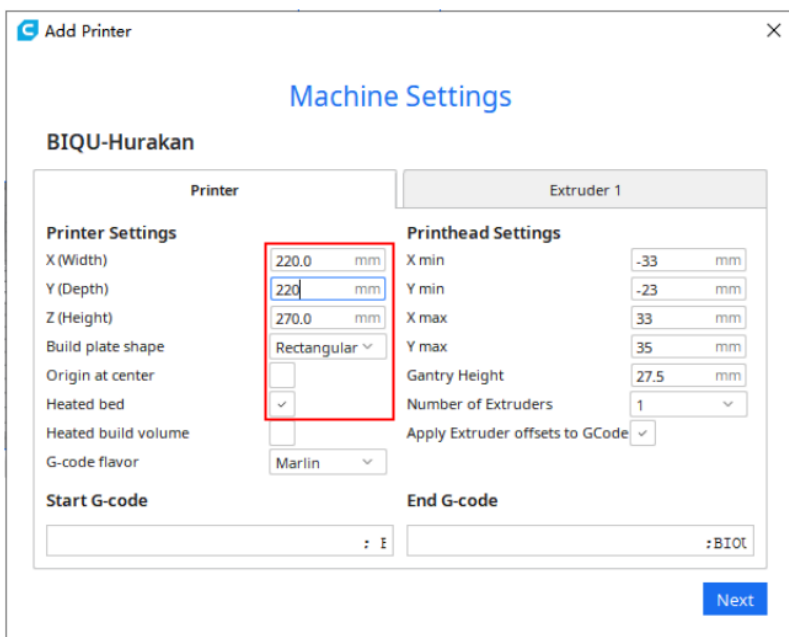 Add Printer
Machine Settings
BIQU-Hurakan
Printer
Extruder 1
Printer Settings
X (Width) 220.0 mm
Y (Depth) 220 mm
Z (Height) 270.0 mm
Build plate shape Rectangular
Origin at center
Heated bed
Heated build volume
G-code flavor Marlin
Printhead Settings
X min -33 mm
Y min -23 mm
X max 33 mm
Y max 35 mm
Gantry Height 27.5 mm
Number of Extruders 1
Apply Extruder offsets to GCode
Start G-code
End G-code
Next